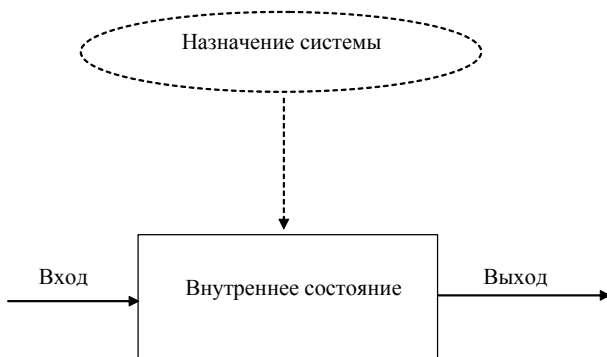 Назначение системы
Вход
Внутреннее состояние
Выход